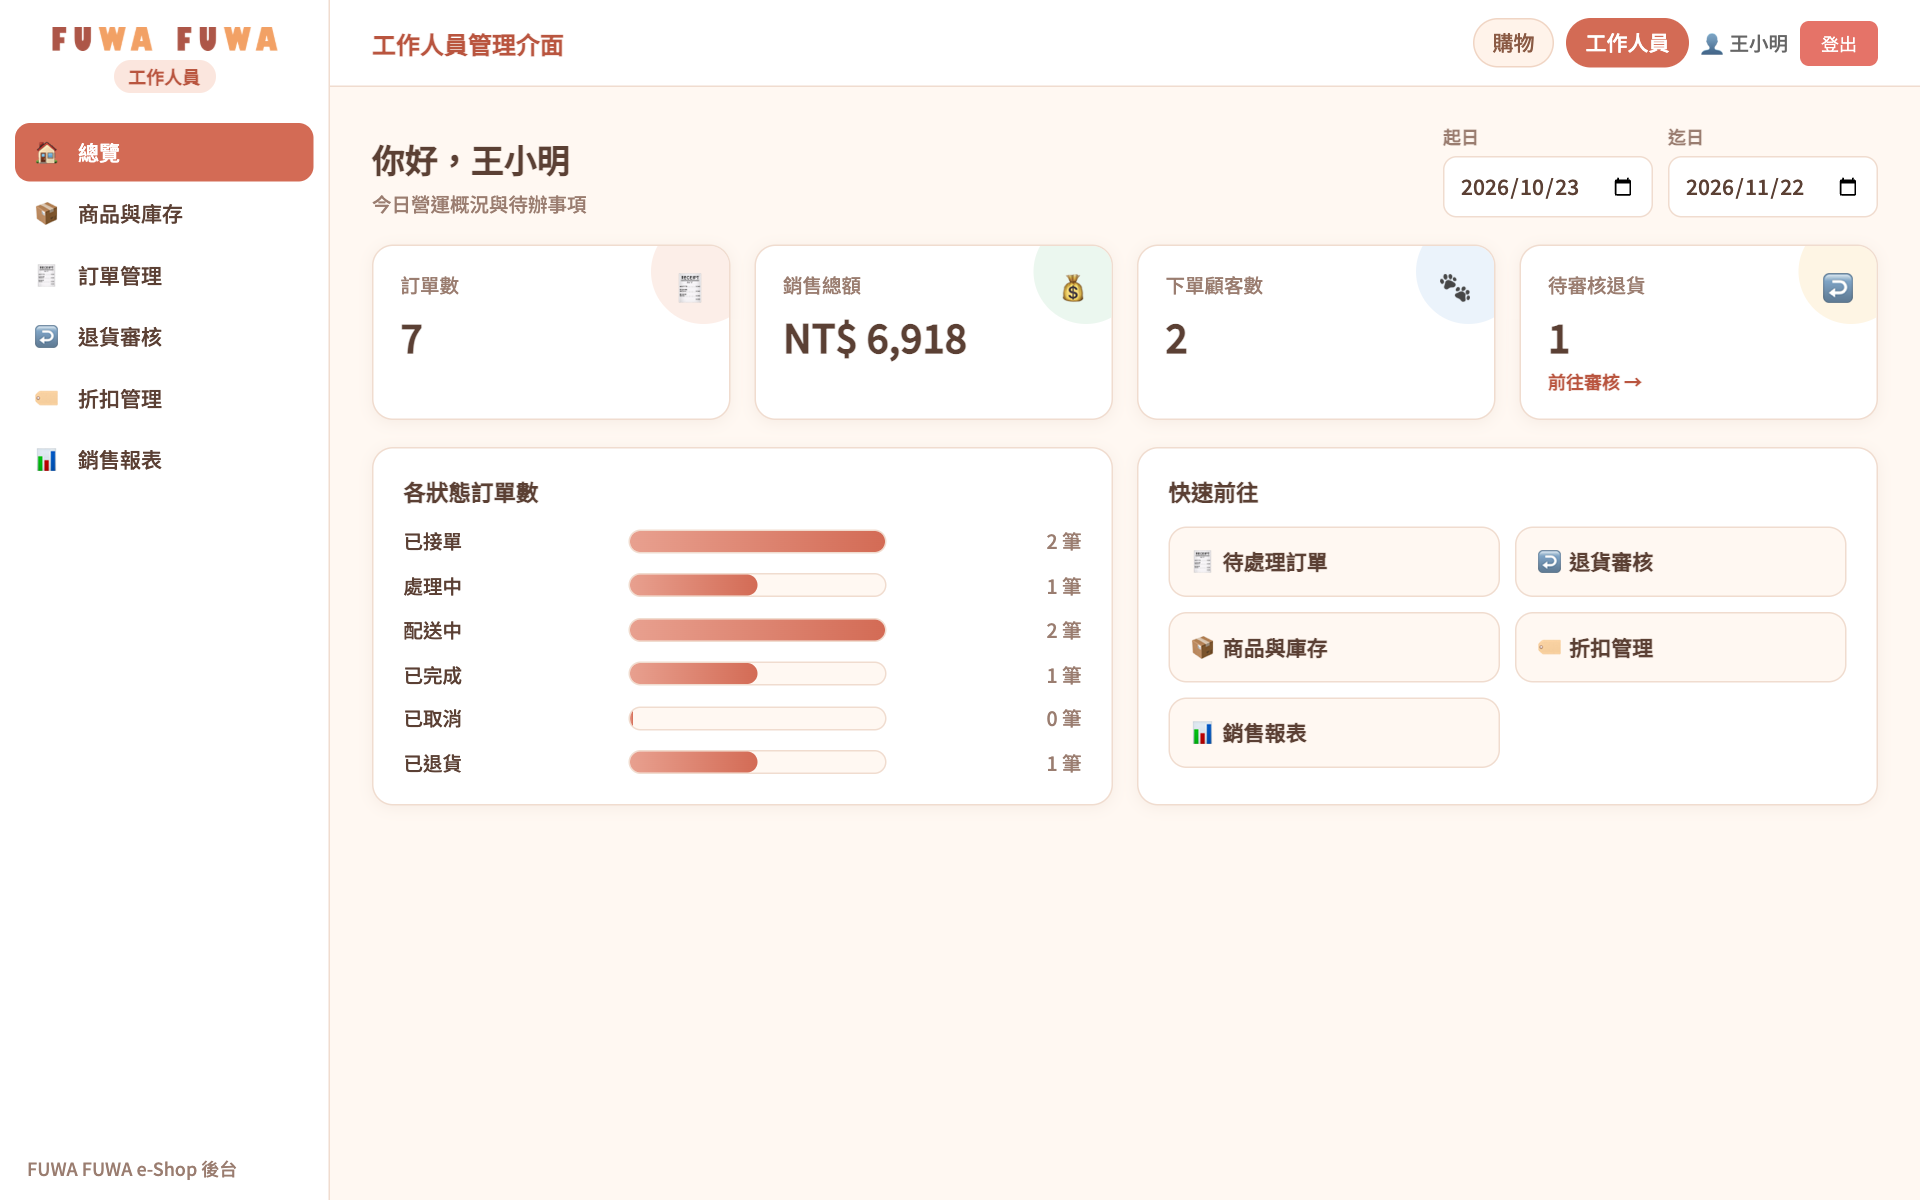 FUWA FUWA
工作人員
總覽
商品與庫存
訂單管理
退貨審核
折扣管理
銷售報表
FUWA FUWA e-Shop 後台
工作人員管理介面
購物
工作人員
王小明
登出
你好，王小明
今日營運概況與待辦事項
起日
2026/10/23
迄日
2026/11/22
訂單數
7
銷售總額
NT$ 6,918
下單顧客數
2
待審核退貨
1
前往審核 →
各狀態訂單數
已接單 2 筆
處理中 1 筆
配送中 2 筆
已完成 1 筆
已取消 0 筆
已退貨 1 筆
快速前往
待處理訂單
退貨審核
商品與庫存
折扣管理
銷售報表